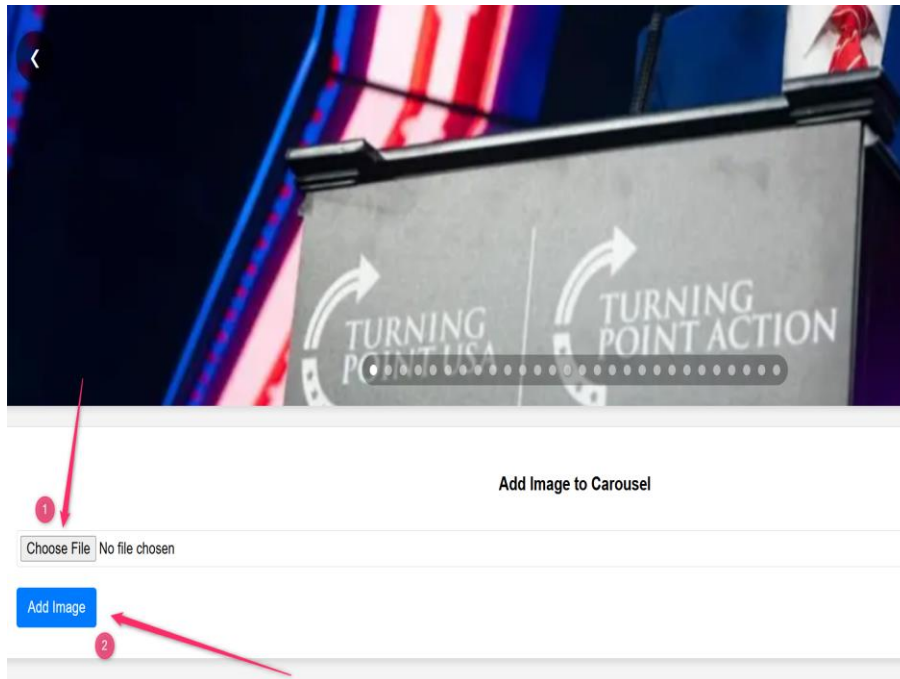 TURNING
POINT USA
TURNING
POINT ACTION
Add Image to Carousel
1
Choose File No file chosen
Add Image
2